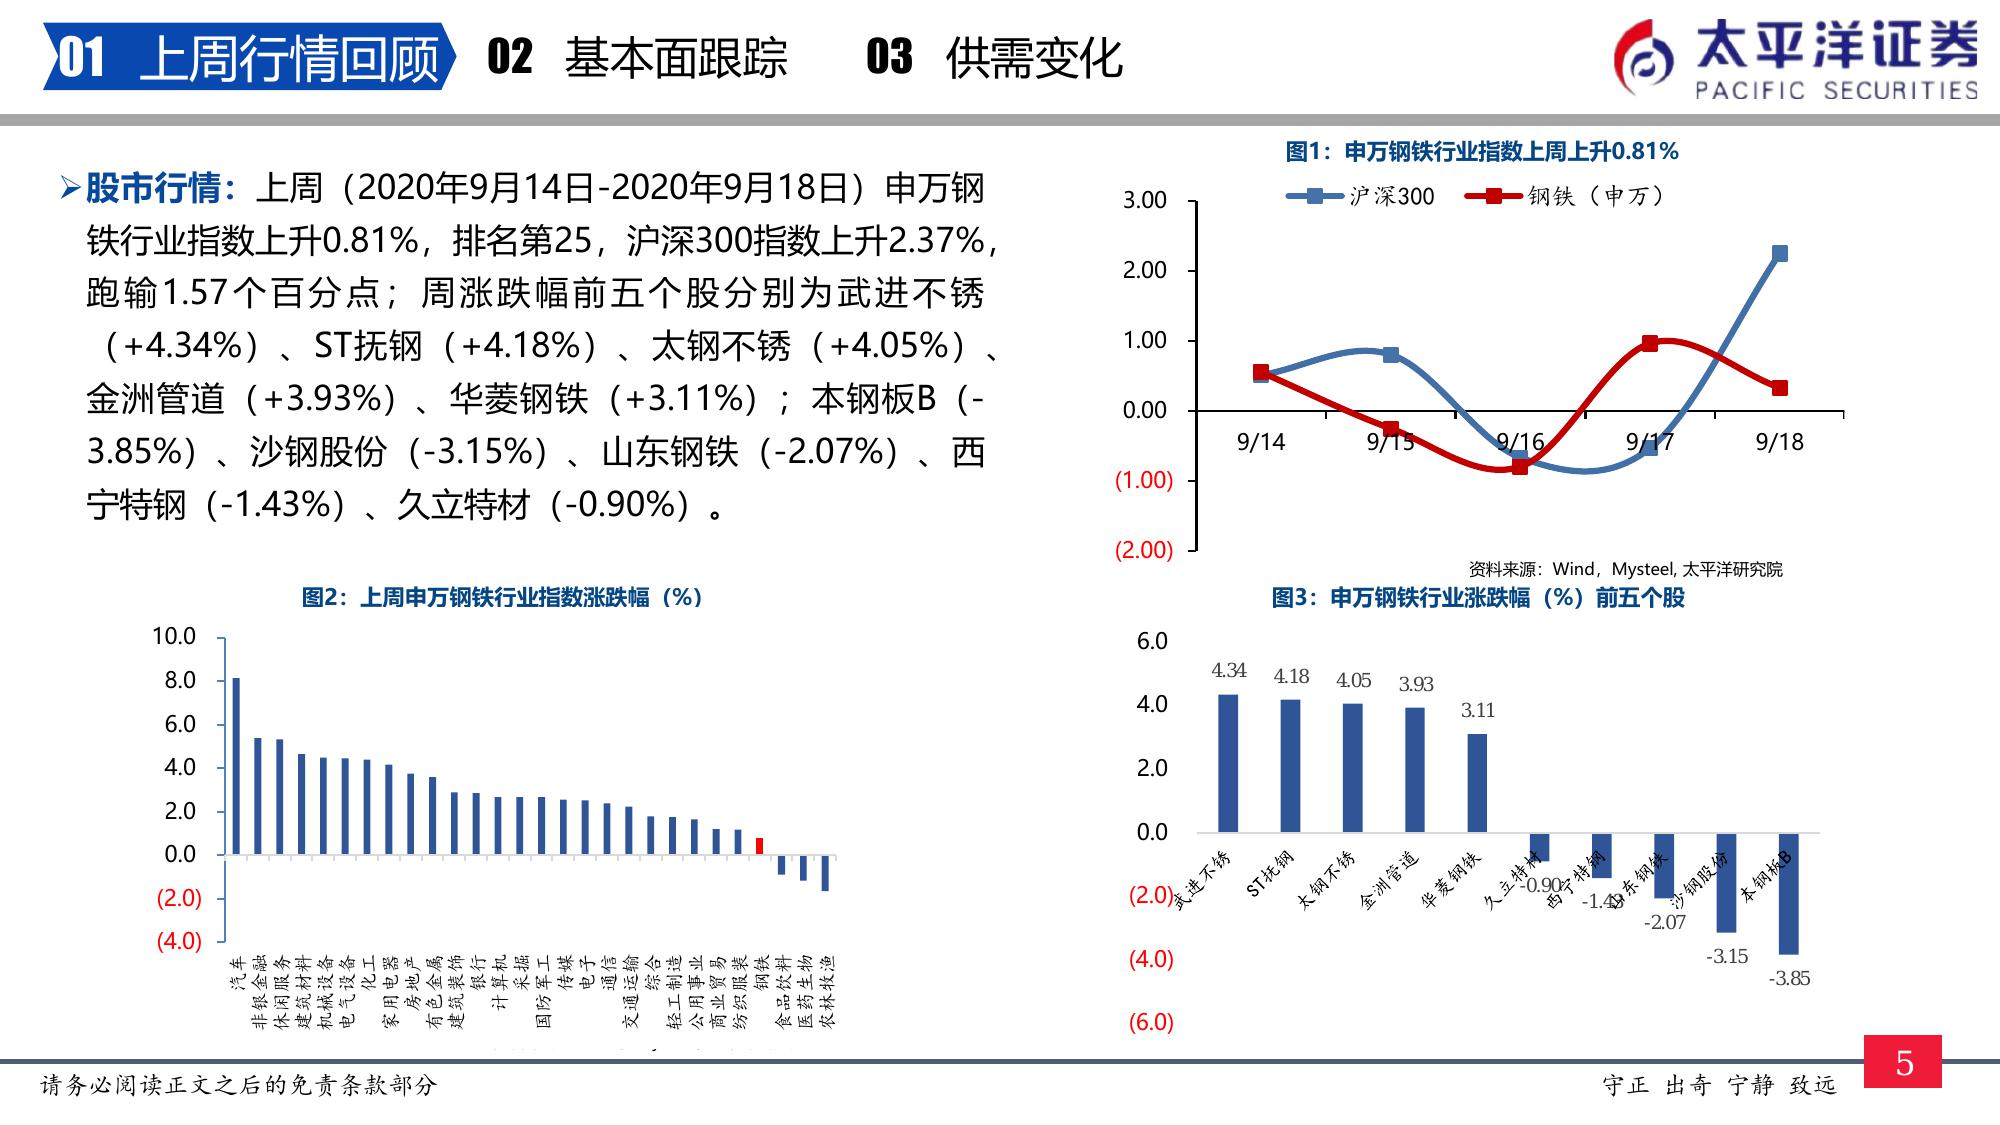 01 上周行情回顾 02 基本面跟踪 03 供需变化
太平洋证券
PACIFIC SECURITIES
➢股市行情：上周（2020年9月14日-2020年9月18日）申万钢
铁行业指数上升0.81%，排名第25，沪深300指数上升2.37%，
跑输1.57个百分点；周涨跌幅前五个股分别为武进不锈
（+4.34%）、ST抚钢（+4.18%）、太钢不锈（+4.05%）、
金洲管道（+3.93%）、华菱钢铁（+3.11%）；本钢板B（-
3.85%）、沙钢股份（-3.15%）、山东钢铁（-2.07%）、西
宁特钢（-1.43%）、久立特材（-0.90%）。
图1：申万钢铁行业指数上周上升0.81%
沪深300 钢铁（申万）
3.00
2.00
1.00
0.00
(1.00)
(2.00)
9/14 9/15 9/16 9/17 9/18
资料来源：Wind，Mysteel, 太平洋研究院
图2：上周申万钢铁行业指数涨跌幅（%）
10.0
8.0
6.0
4.0
2.0
0.0
(2.0)
(4.0)
汽车
非银金融
休闲服务
建筑材料
机械设备
电气设备
化工
家用电器
房地产
有色金属
建筑装饰
银行
计算机
采掘
国防军工
传媒
电子
通信
交通运输
综合
轻工制造
公用事业
商业贸易
纺织服装
钢铁
食品饮料
医药生物
农林牧渔
图3：申万钢铁行业涨跌幅（%）前五个股
6.0
4.0
2.0
0.0
(2.0)
(4.0)
(6.0)
4.34
4.18
4.05
3.93
3.11
-0.90
-1.43
-2.07
-3.15
-3.85
武进不锈
ST抚钢
太钢不锈
金洲管道
华菱钢铁
久立特材
西宁特钢
山东钢铁
沙钢股份
本钢板B
请务必阅读正文之后的免责条款部分
守正 出奇 宁静 致远
5